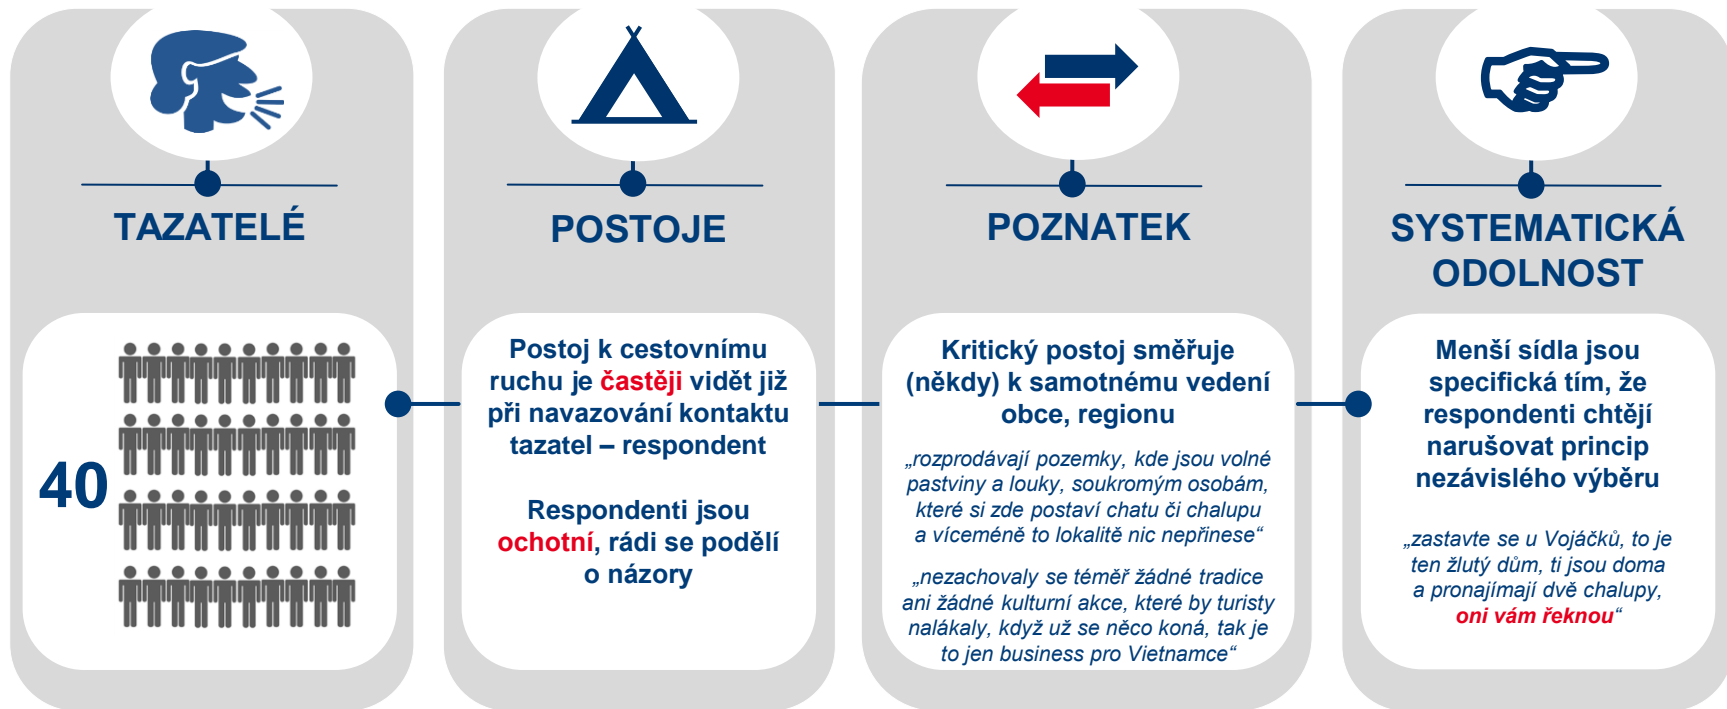 TAZATELÉ
40
POSTOJE
Postoj k cestovnímu
ruchu je častěji vidět již
při navazování kontaktu
tazatel – respondent
Respondenti jsou
ochotní, rádi se podělí
o názory
POZNATEK
Kritický postoj směřuje
(někdy) k samotnému vedení
obce, regionu
„rozprodávají pozemky, kde jsou volné
pastviny a louky, soukromým osobám,
které si zde postaví chatu či chalupu
a víceméně to lokalitě nic nepřinese“
„nezachovaly se téměř žádné tradice
ani žádné kulturní akce, které by turisty
nalákaly, když už se něco koná, tak je
to jen business pro Vietnamce“
SYSTEMATICKÁ
ODOLNOST
Menší sídla jsou
specifická tím, že
respondenti chtějí
narušovat princip
nezávislého výběru
„zastavte se u Vojáčků, to je
ten žlutý dům, ti jsou doma
a pronajímají dvě chalupy,
oni vám řeknou“